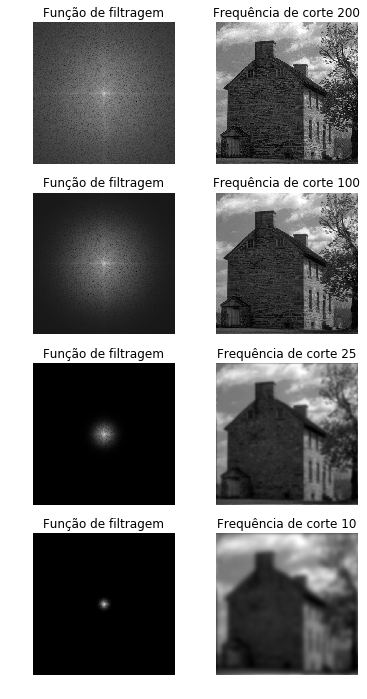 Função de filtragem
Frequência de corte 200
Função de filtragem
Frequência de corte 100
Função de filtragem
Frequência de corte 25
Função de filtragem
Frequência de corte 10